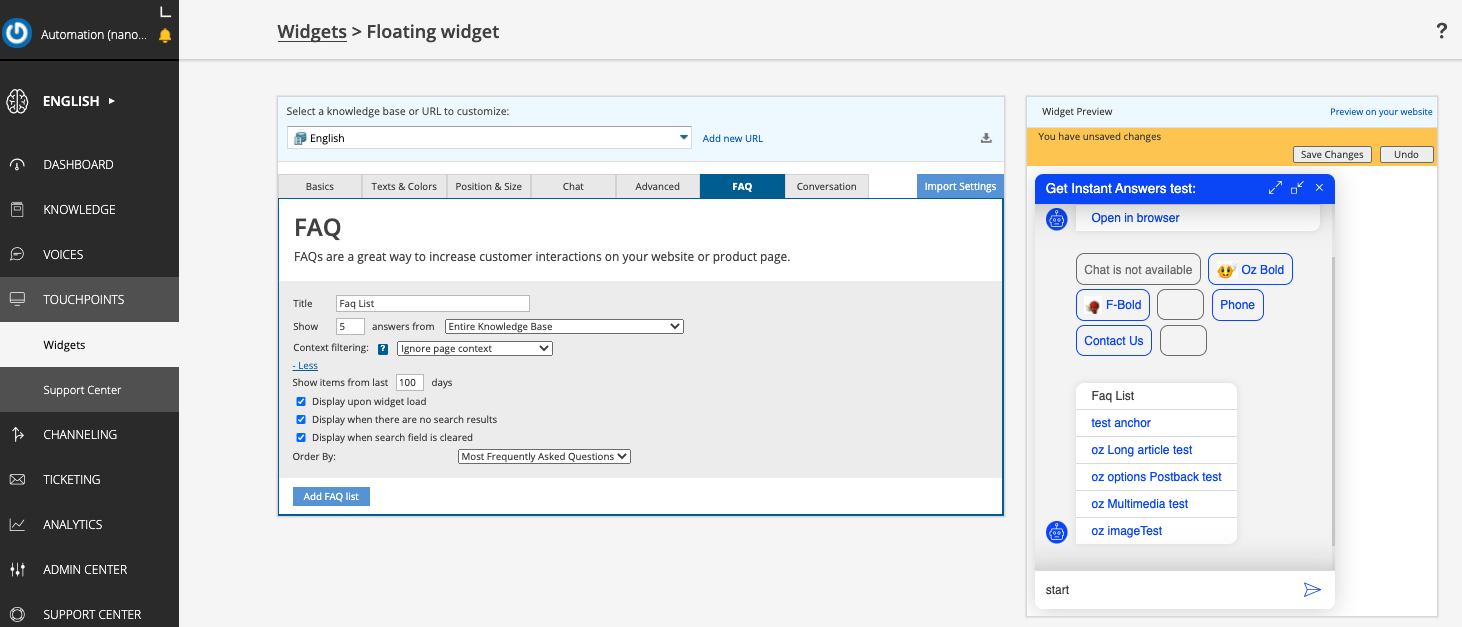 Automation (nano...
ENGLISH
DASHBOARD
KNOWLEDGE
VOICES
TOUCHPOINTS
Widgets
Support Center
CHANNELING
TICKETING
ANALYTICS
ADMIN CENTER
SUPPORT CENTER
Widgets > Floating widget
?
Select a knowledge base or URL to customize:
English
Add new URL
Basics
Texts & Colors
Position & Size
Chat
Advanced
FAQ
Conversation
Import Settings
FAQ
FAQs are a great way to increase customer interactions on your website or product page.
Title Faq List
Show 5 answers from Entire Knowledge Base
Context filtering: ? Ignore page context
- Less
Show items from last 100 days
Display upon widget load
Display when there are no search results
Display when search field is cleared
Order By: Most Frequently Asked Questions
Add FAQ list
Widget Preview
Preview on your website
You have unsaved changes
Save Changes
Undo
Get Instant Answers test:
Open in browser
Chat is not available
Oz Bold
F-Bold
Phone
Contact Us
Faq List
test anchor
oz Long article test
oz options Postback test
oz Multimedia test
oz imageTest
start